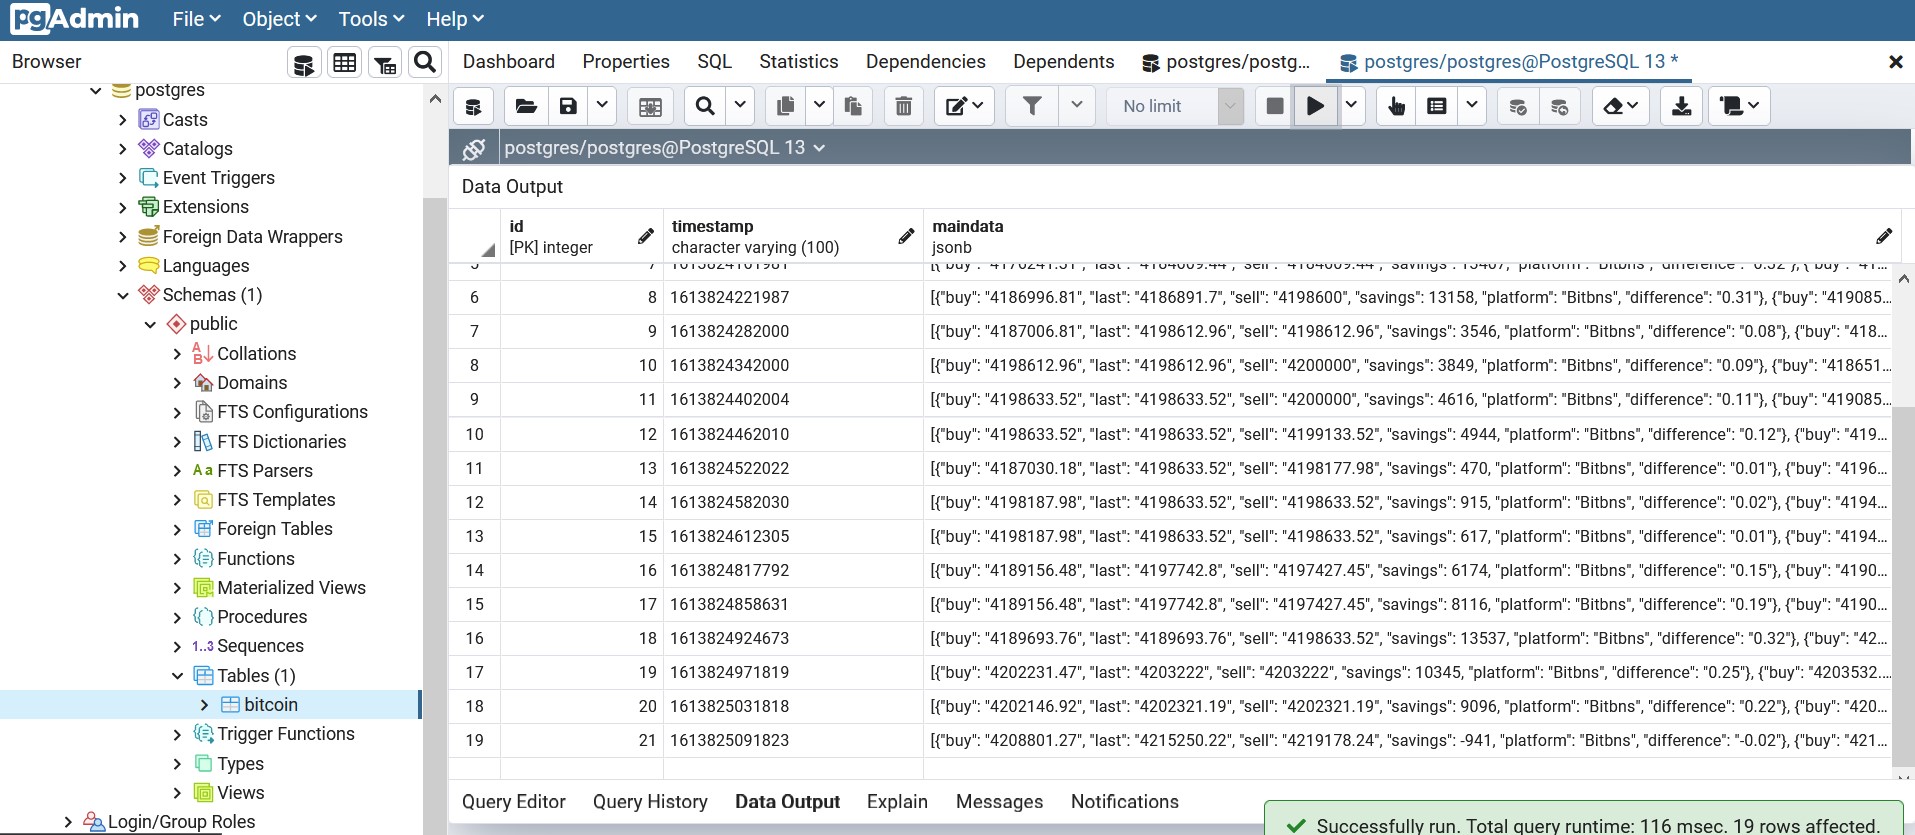 pgAdmin File Object Tools Help
Browser Dashboard Properties SQL Statistics Dependencies Dependents postgres/postg... postgres/postgres@PostgreSQL 13 *
No limit
postgres/postgres@PostgreSQL 13
Data Output
postgres
Casts
Catalogs
Event Triggers
Extensions
Foreign Data Wrappers
Languages
Schemas (1)
public
Collations
Domains
FTS Configurations
FTS Dictionaries
Aa FTS Parsers
FTS Templates
Foreign Tables
Functions
Materialized Views
Procedures
1..3 Sequences
Tables (1)
bitcoin
Trigger Functions
Types
Views
Login/Group Roles
id timestamp maindata
[PK] integer character varying (100) jsonb
6 8 1613824221987 [{"buy": "4186996.81", "last": "4186891.7", "sell": "4198600", "savings": 13158, "platform": "Bitbns", "difference": "0.31"}, {"buy": "419085...
7 9 1613824282000 [{"buy": "4187006.81", "last": "4198612.96", "sell": "4198612.96", "savings": 3546, "platform": "Bitbns", "difference": "0.08"}, {"buy": "418...
8 10 1613824342000 [{"buy": "4198612.96", "last": "4198612.96", "sell": "4200000", "savings": 3849, "platform": "Bitbns", "difference": "0.09"}, {"buy": "418651...
9 11 1613824402004 [{"buy": "4198633.52", "last": "4198633.52", "sell": "4200000", "savings": 4616, "platform": "Bitbns", "difference": "0.11"}, {"buy": "419085...
10 12 1613824462010 [{"buy": "4198633.52", "last": "4198633.52", "sell": "4199133.52", "savings": 4944, "platform": "Bitbns", "difference": "0.12"}, {"buy": "419...
11 13 1613824522022 [{"buy": "4187030.18", "last": "4198633.52", "sell": "4198177.98", "savings": 470, "platform": "Bitbns", "difference": "0.01"}, {"buy": "4196...
12 14 1613824582030 [{"buy": "4198187.98", "last": "4198633.52", "sell": "4198633.52", "savings": 915, "platform": "Bitbns", "difference": "0.02"}, {"buy": "4194...
13 15 1613824612305 [{"buy": "4198187.98", "last": "4198633.52", "sell": "4198633.52", "savings": 617, "platform": "Bitbns", "difference": "0.01"}, {"buy": "4194...
14 16 1613824817792 [{"buy": "4189156.48", "last": "4197742.8", "sell": "4197427.45", "savings": 6174, "platform": "Bitbns", "difference": "0.15"}, {"buy": "4190...
15 17 1613824858631 [{"buy": "4189156.48", "last": "4197742.8", "sell": "4197427.45", "savings": 8116, "platform": "Bitbns", "difference": "0.19"}, {"buy": "4190...
16 18 1613824924673 [{"buy": "4189693.76", "last": "4189693.76", "sell": "4198633.52", "savings": 13537, "platform": "Bitbns", "difference": "0.32"}, {"buy": "42...
17 19 1613824971819 [{"buy": "4202231.47", "last": "4203222", "sell": "4203222", "savings": 10345, "platform": "Bitbns", "difference": "0.25"}, {"buy": "4203532....
18 20 1613825031818 [{"buy": "4202146.92", "last": "4202321.19", "sell": "4202321.19", "savings": 9096, "platform": "Bitbns", "difference": "0.22"}, {"buy": "420...
19 21 1613825091823 [{"buy": "4208801.27", "last": "4215250.22", "sell": "4219178.24", "savings": -941, "platform": "Bitbns", "difference": "-0.02"}, {"buy": "421...
Query Editor Query History Data Output Explain Messages Notifications
Successfully run. Total query runtime: 116 msec. 19 rows affected.